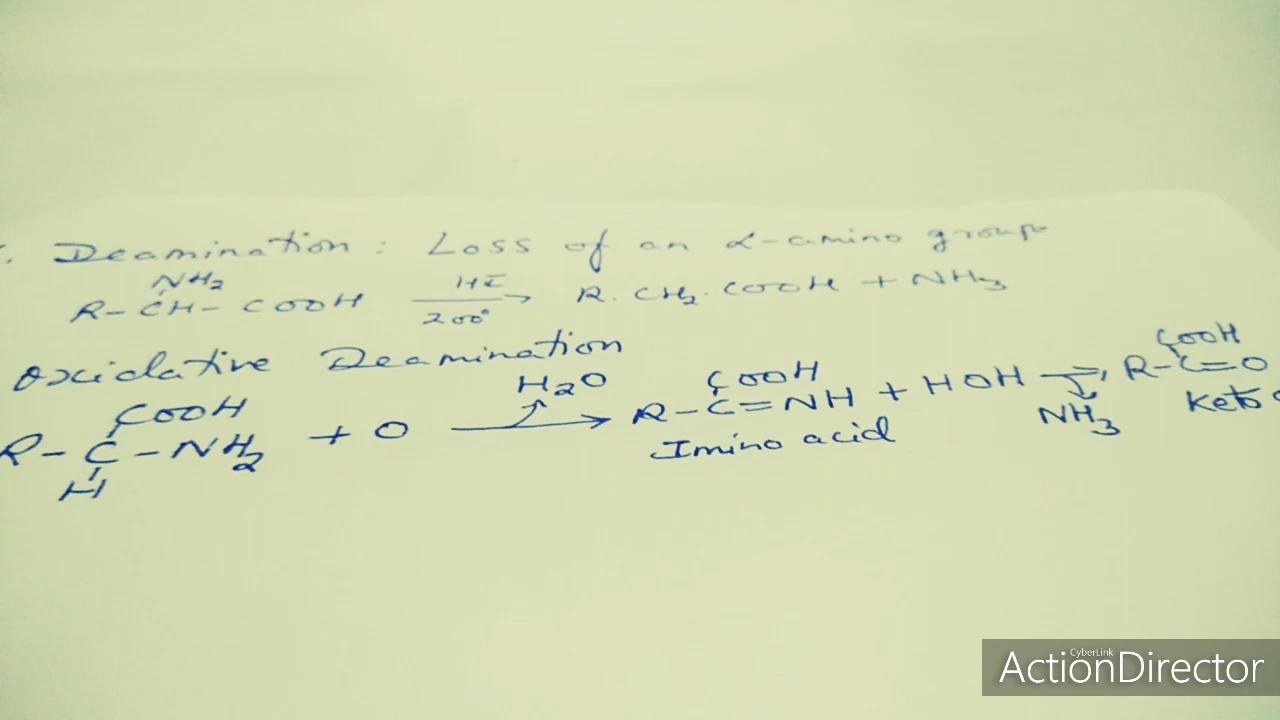 . Deamination : Loss of an α-amino group
NH2
R-CH-COOH HI 200° → R.CH2.COOH + NH3
Oxidative Deamination
COOH H2O COOH COOH
R-C-NH2 + O → R-C=NH + HOH → R-C=O
H Imino acid NH3 Keto
CyberLink
ActionDirector